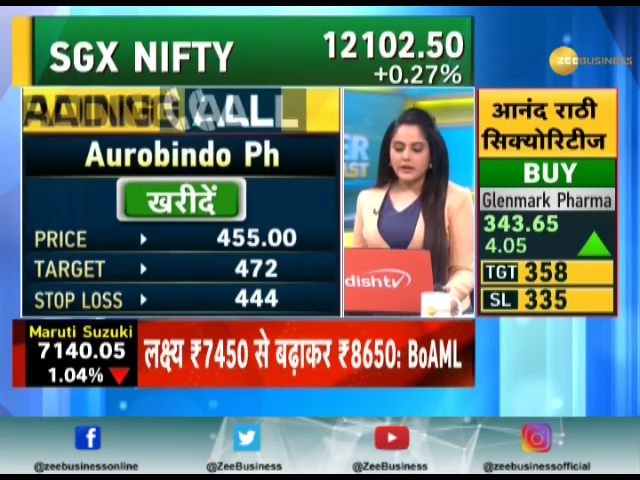 SGX NIFTY
12102.50
+0.27%
ZEEBUSINESS
Aurobindo Ph
खरीदें
PRICE 455.00
TARGET 472
STOP LOSS 444
dishtv
आनंद राठी
सिक्योरिटीज
BUY
Glenmark Pharma
343.65
4.05
TGT 358
SL 335
Maruti Suzuki
7140.05
1.04%
लक्ष्य ₹7450 से बढ़ाकर ₹8650: BoAML
@zeebusinessonline
@ZeeBusiness
@ZeeBusiness
@zeebusinessofficial